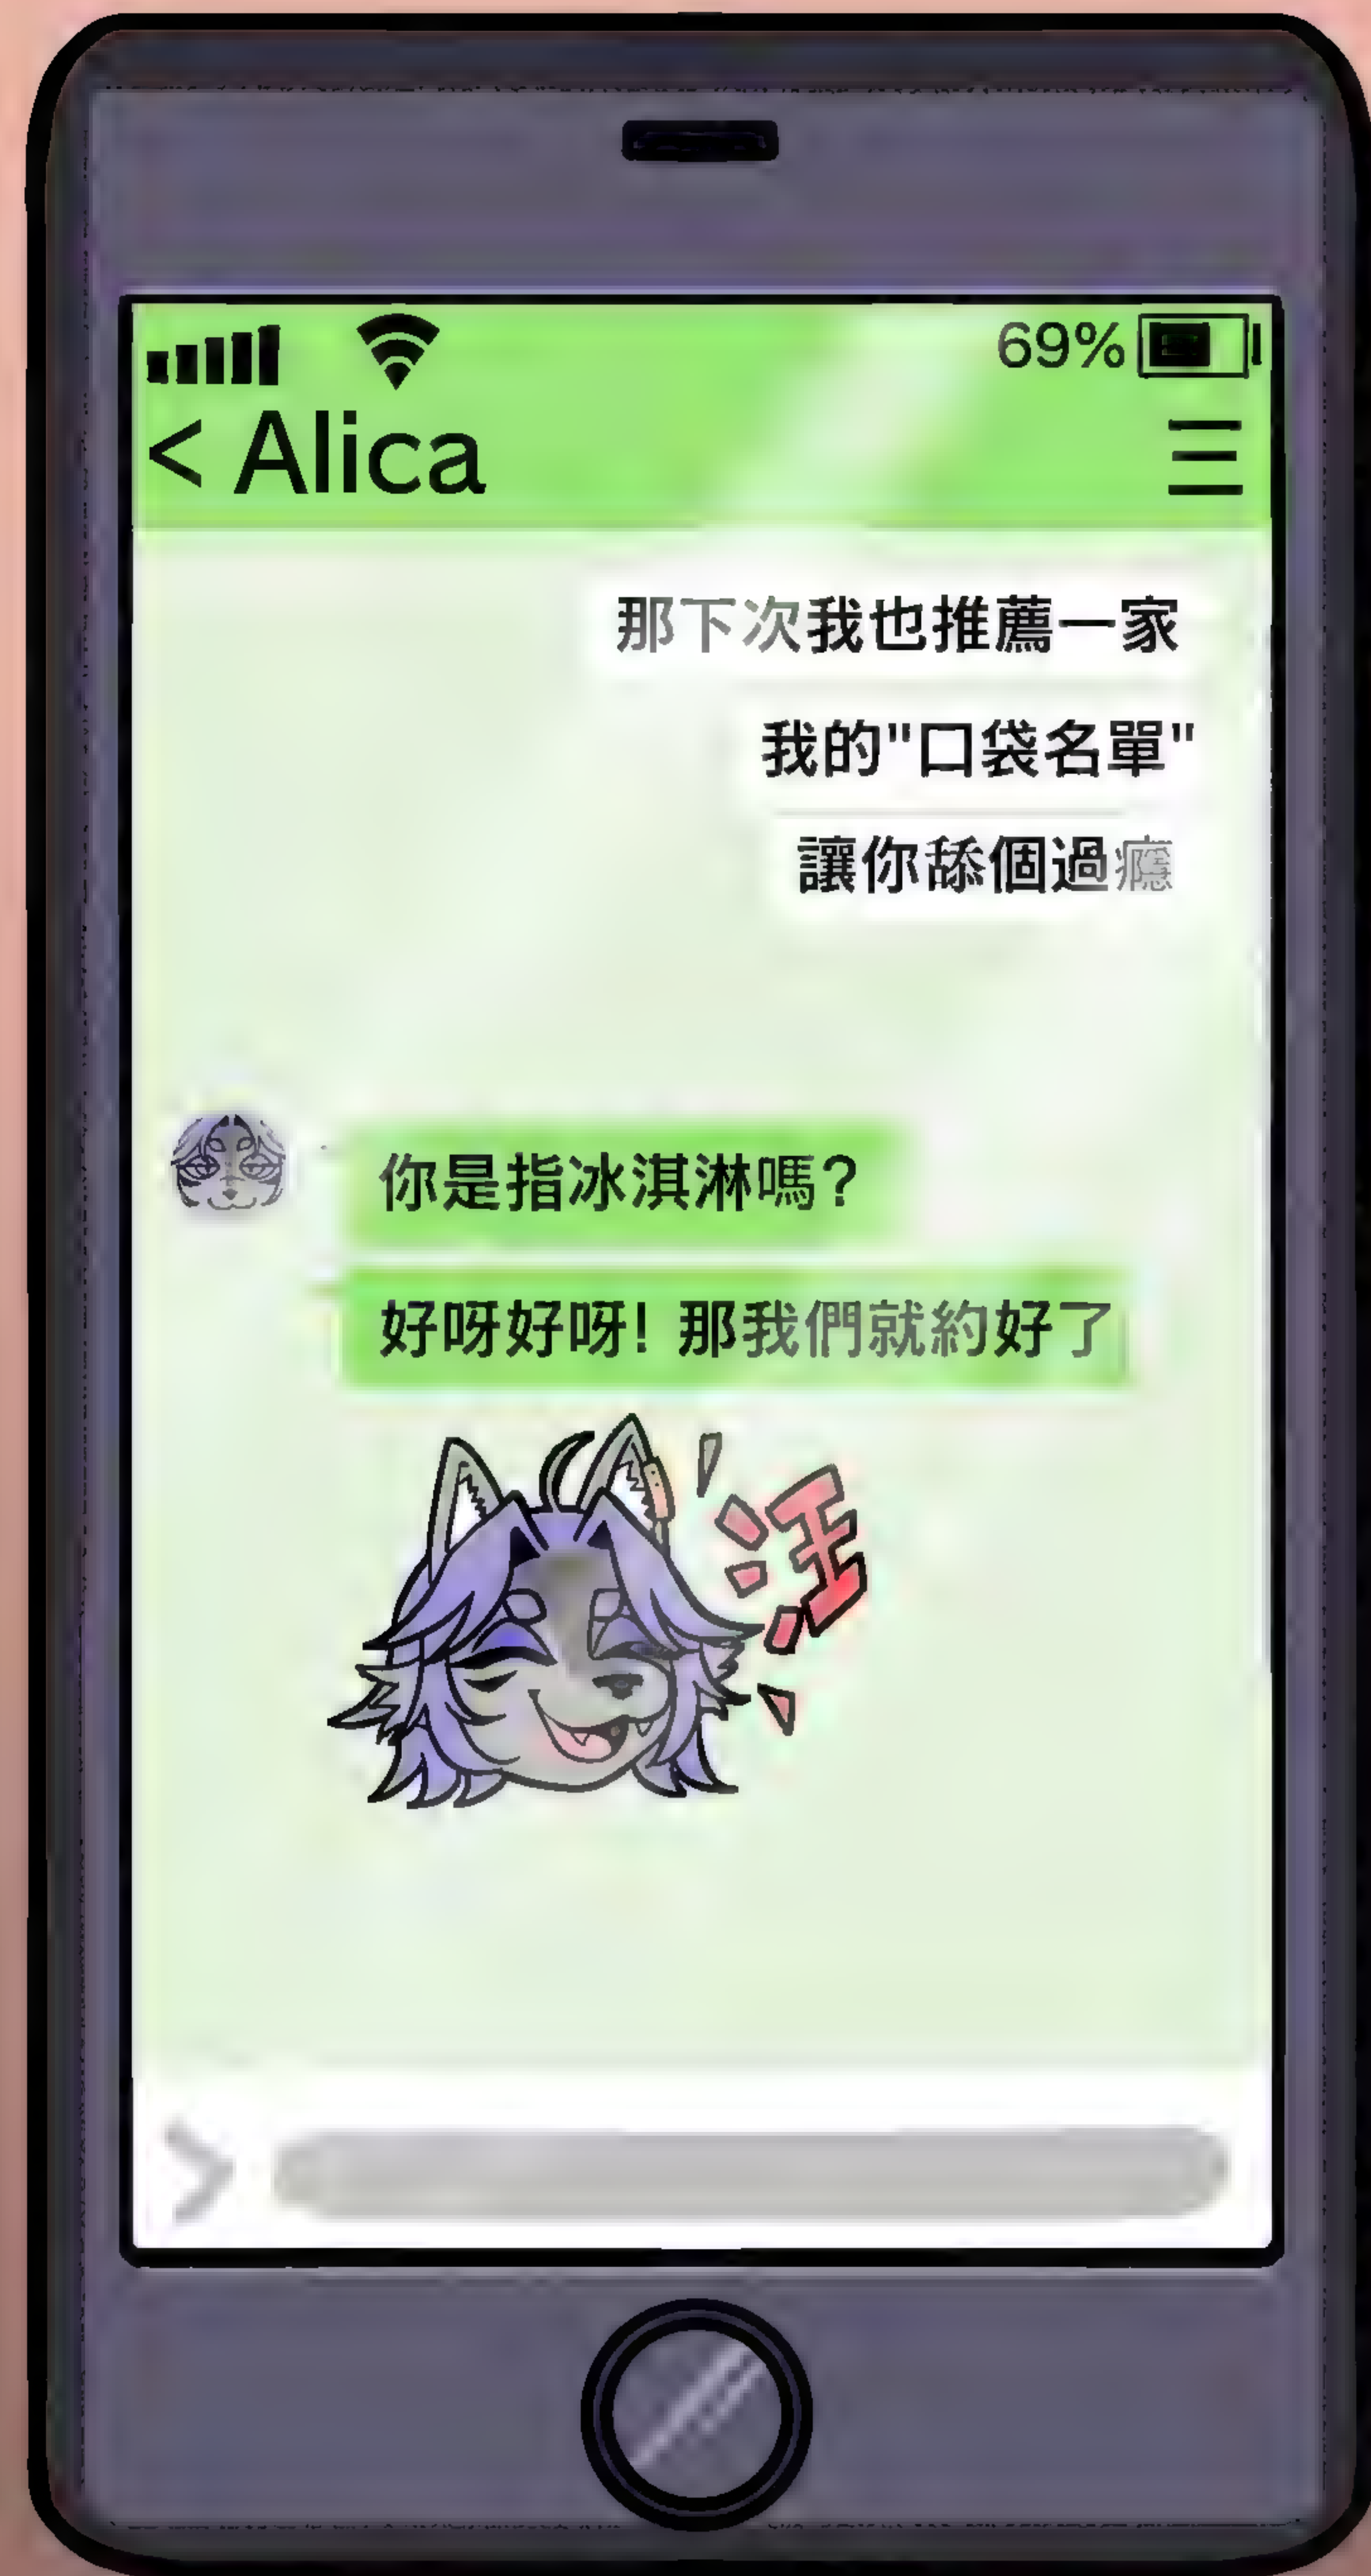 69%
< Alica
那下次我也推薦一家
我的"口袋名單"
讓你舔個過癮
你是指冰淇淋嗎?
好呀好呀! 那我們就約好了
汪